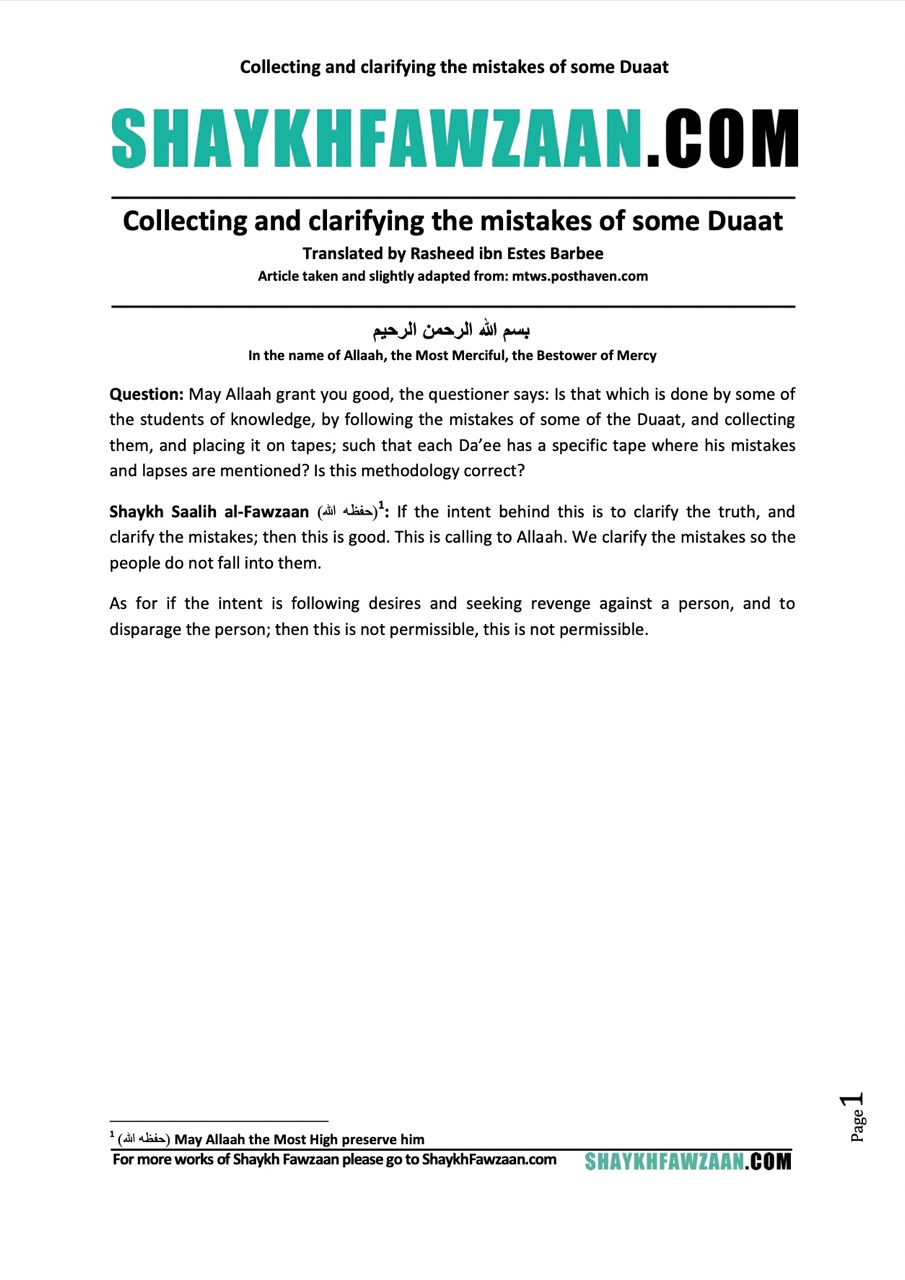 Collecting and clarifying the mistakes of some Duaat
SHAYKHFAWZAAN.COM
Collecting and clarifying the mistakes of some Duaat
Translated by Rasheed ibn Estes Barbee
Article taken and slightly adapted from: mtws.posthaven.com
بسم الله الرحمن الرحيم
In the name of Allaah, the Most Merciful, the Bestower of Mercy
Question: May Allaah grant you good, the questioner says: Is that which is done by some of
the students of knowledge, by following the mistakes of some of the Duaat, and collecting
them, and placing it on tapes; such that each Da’ee has a specific tape where his mistakes
and lapses are mentioned? Is this methodology correct?
Shaykh Saalih al-Fawzaan (حفظه الله)1: If the intent behind this is to clarify the truth, and
clarify the mistakes; then this is good. This is calling to Allaah. We clarify the mistakes so the
people do not fall into them.
As for if the intent is following desires and seeking revenge against a person, and to
disparage the person; then this is not permissible, this is not permissible.
Page 1
1 (حفظه الله) May Allaah the Most High preserve him
For more works of Shaykh Fawzaan please go to ShaykhFawzaan.com SHAYKHFAWZAAN.COM